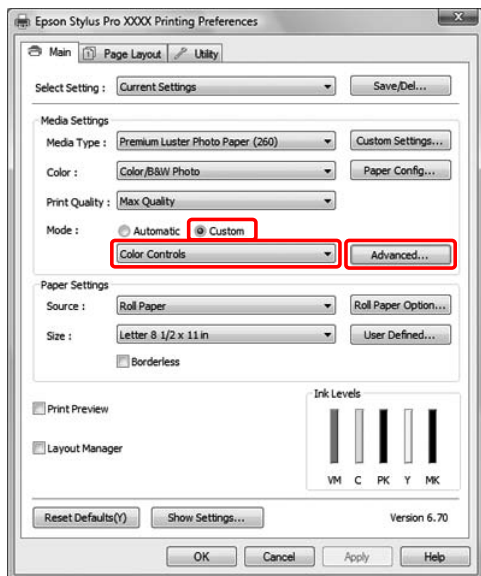 Epson Stylus Pro XXXX Printing Preferences
Main Page Layout Utility
Select Setting : Current Settings Save/Del...
Media Settings
Media Type : Premium Luster Photo Paper (260) Custom Settings...
Color : Color/B&W Photo Paper Config...
Print Quality : Max Quality
Mode : Automatic Custom
Color Controls Advanced...
Paper Settings
Source : Roll Paper Roll Paper Option...
Size : Letter 8 1/2 x 11 in User Defined...
Borderless
Ink Levels
Print Preview
Layout Manager
VM C PK Y MK
Reset Defaults(Y) Show Settings... Version 6.70
OK Cancel Apply Help